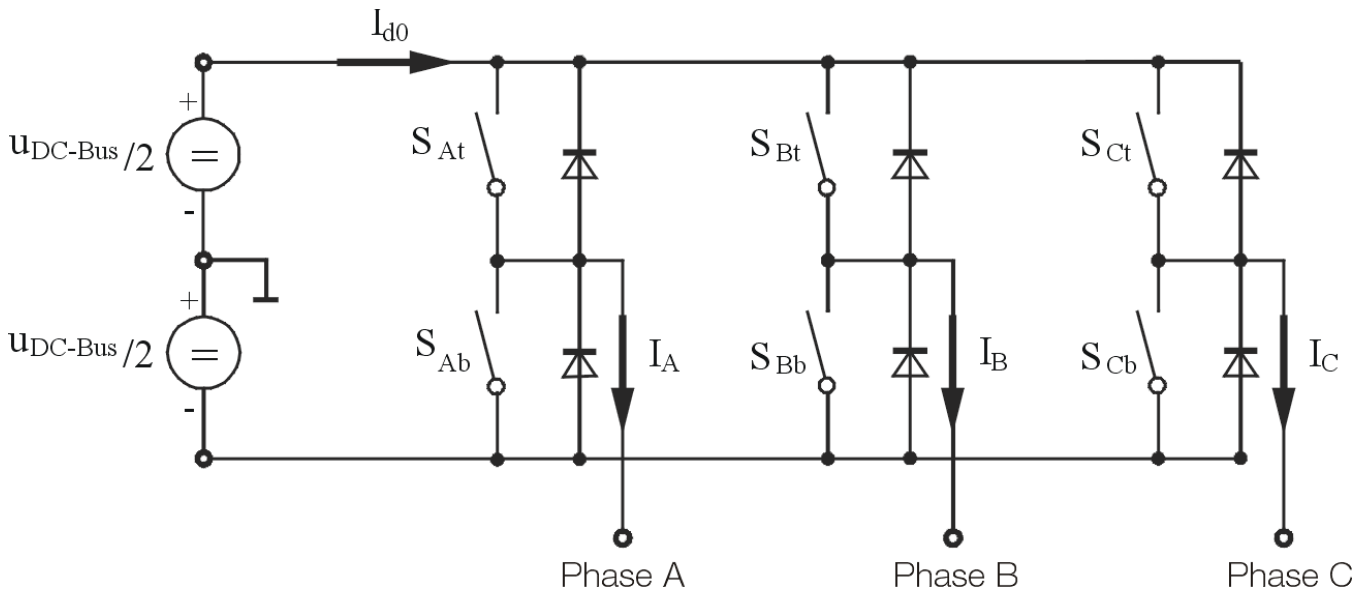 I_d0
+
u_DC-Bus/2
=
-
S_At
S_Bt
S_Ct
+
u_DC-Bus/2
=
-
S_Ab
I_A
S_Bb
I_B
S_Cb
I_C
Phase A
Phase B
Phase C